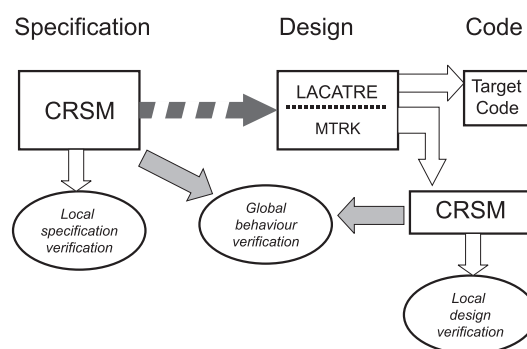 Specification
Design
Code
CRSM
LACATRE
MTRK
Target
Code
Local
specification
verification
Global
behaviour
verification
CRSM
Local
design
verification